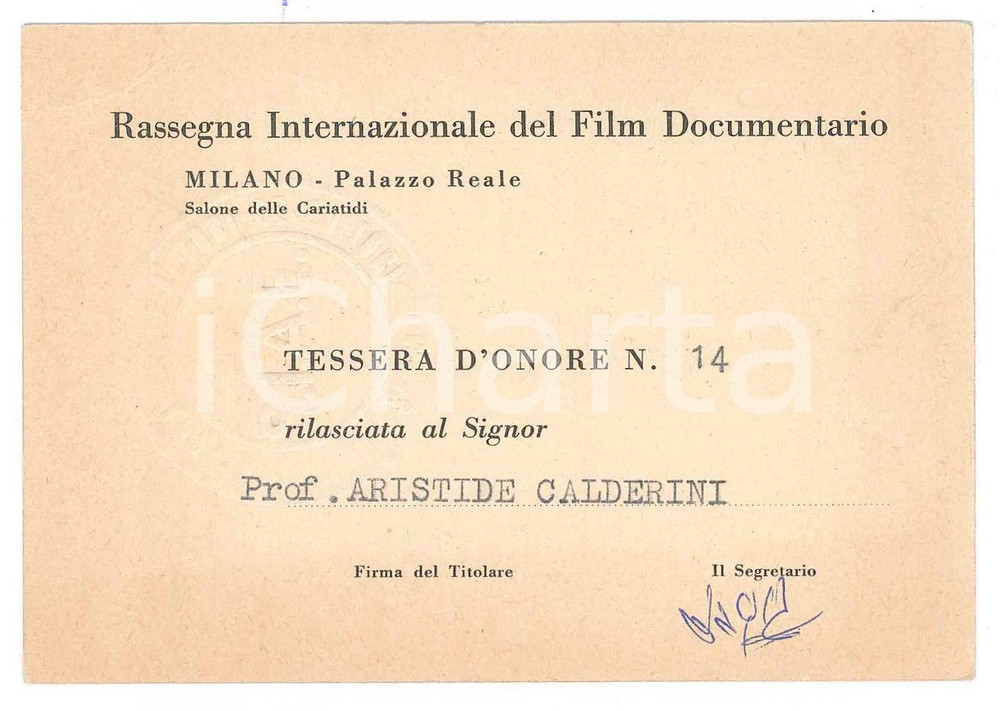 Rassegna Internazionale del Film Documentario
MILANO - Palazzo Reale
Salone delle Cariatidi
iCharta
TESSERA D'ONORE N. 14
rilasciata al Signor
Prof. ARISTIDE CALDERINI
Firma del Titolare
Il Segretario